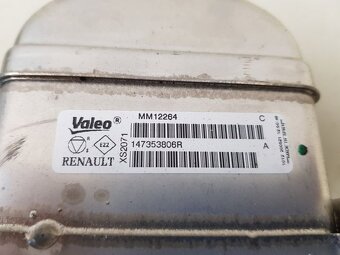 Valeo®
MM12264
C
147353806R
A
RENAULT
XS2071